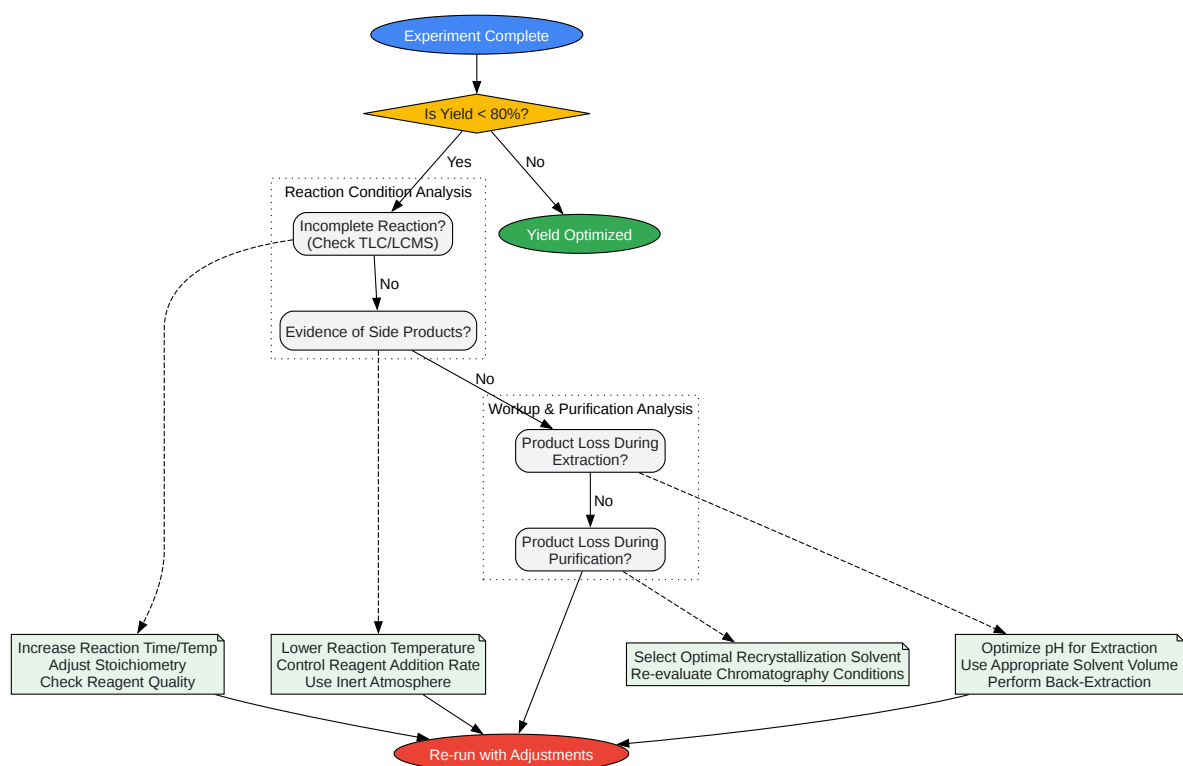 Experiment Complete
Is Yield < 80%?
Yes
No
Reaction Condition Analysis
Incomplete Reaction?
(Check TLC/LCMS)
Yield Optimized
No
Evidence of Side Products?
No
Workup & Purification Analysis
Product Loss During
Extraction?
No
Product Loss During
Purification?
Increase Reaction Time/Temp
Adjust Stoichiometry
Check Reagent Quality
Lower Reaction Temperature
Control Reagent Addition Rate
Use Inert Atmosphere
Select Optimal Recrystallization Solvent
Re-evaluate Chromatography Conditions
Optimize pH for Extraction
Use Appropriate Solvent Volume
Perform Back-Extraction
Re-run with Adjustments